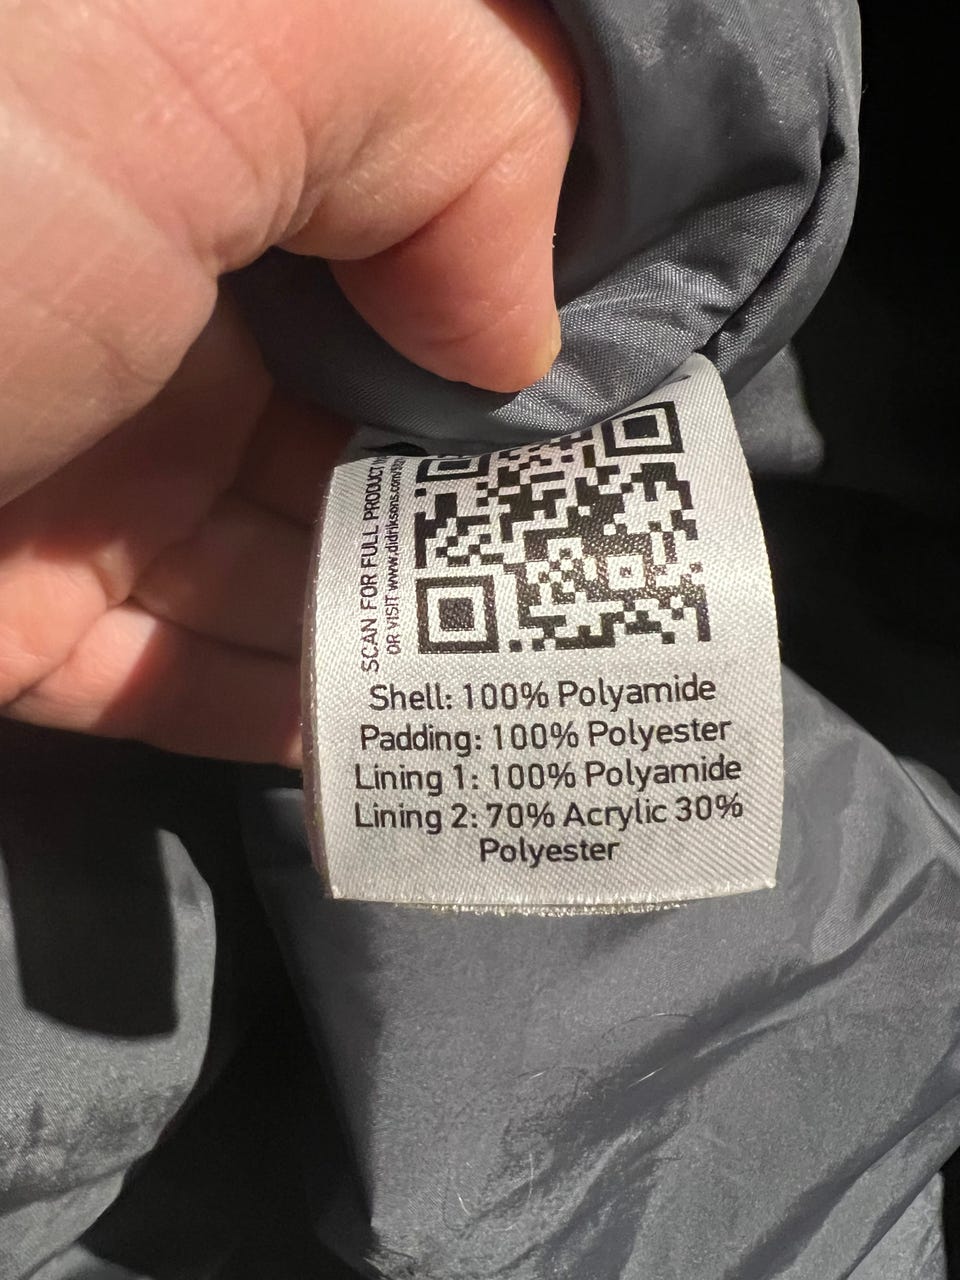 SCAN FOR FULL PRODUCT
OR VISIT www.didriksons.com/
Shell: 100% Polyamide
Padding: 100% Polyester
Lining 1: 100% Polyamide
Lining 2: 70% Acrylic 30%
Polyester